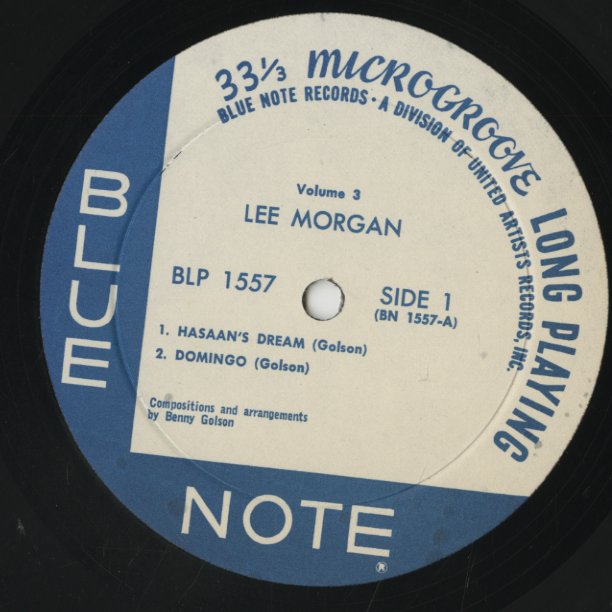 33⅓ MICROGROOVE LONG PLAYING
BLUE NOTE RECORDS · A DIVISION OF UNITED ARTISTS RECORDS, INC.
Volume 3
LEE MORGAN
BLP 1557
SIDE 1
(BN 1557-A)
1. HASAAN'S DREAM (Golson)
2. DOMINGO (Golson)
Compositions and arrangements
by Benny Golson
BLUE
NOTE
®